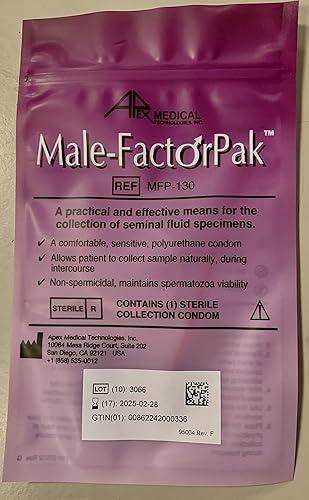 APEX MEDICAL
TECHNOLOGIES, INC.
Male-FactorPak™
REF MFP-130
A practical and effective means for the
collection of seminal fluid specimens.
✓ A comfortable, sensitive, polyurethane condom
✓ Allows patient to collect sample naturally, during
intercourse
✓ Non-spermicidal, maintains spermatozoa viability
STERILE R
CONTAINS (1) STERILE
COLLECTION CONDOM
Apex Medical Technologies, Inc.
10064 Mesa Ridge Court, Suite 202
San Diego, CA 92121 USA
+1 (858) 535-0012
LOT (10): 3066
(17): 2025-02-28
GTIN(01): 00862242000336
95004 Rev. F